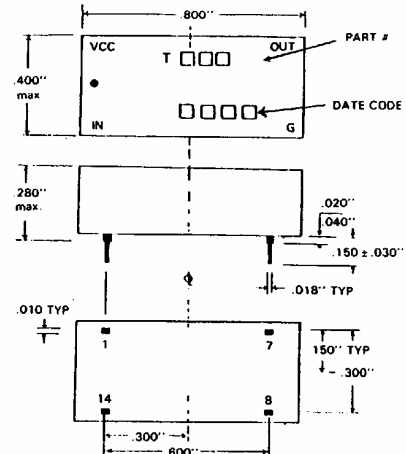 .800"
VCC
OUT
PART #
T
.400"
max
DATE CODE
IN
G
.280"
max.
.020"
.040"
.150 ± .030"
.018" TYP
.010 TYP
1
7
150" TYP
.300"
14
8
.300"
.600"